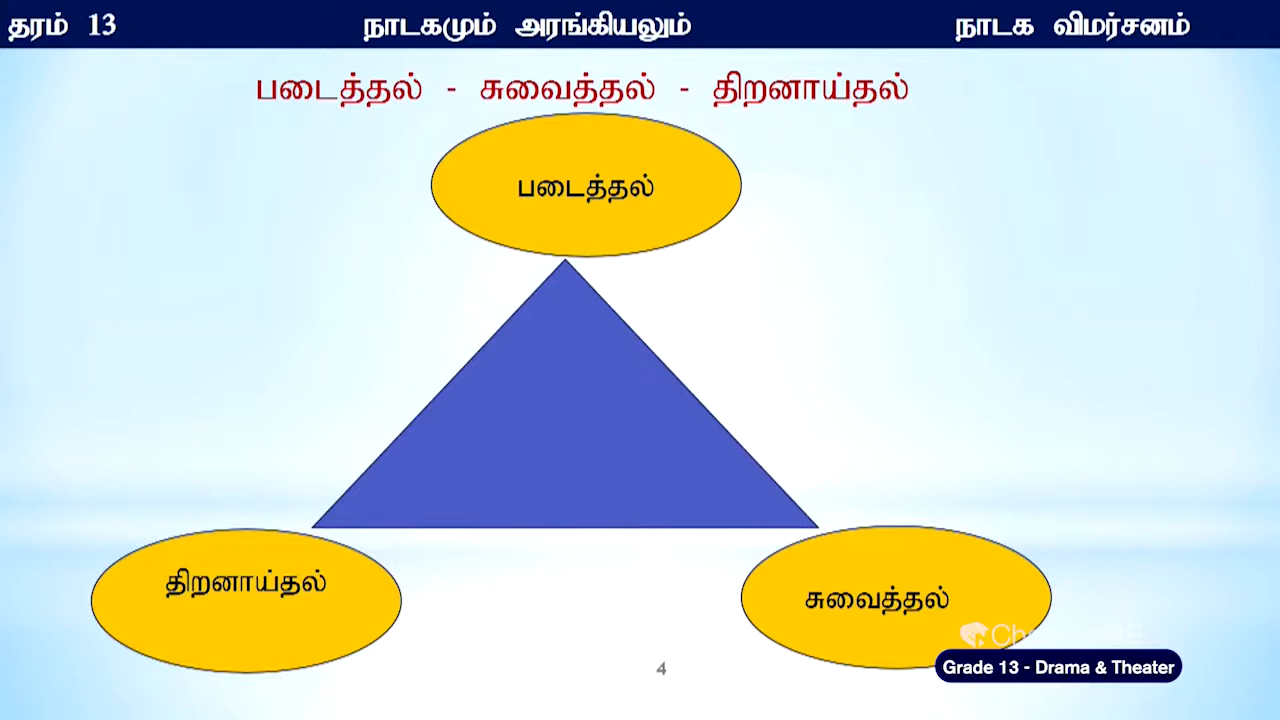 தரம் 13 நாடகமும் அரங்கியலும் நாடக விமர்சனம்
படைத்தல் - சுவைத்தல் - திறனாய்தல்
படைத்தல்
திறனாய்தல்
சுவைத்தல்
4
Grade 13 - Drama & Theater